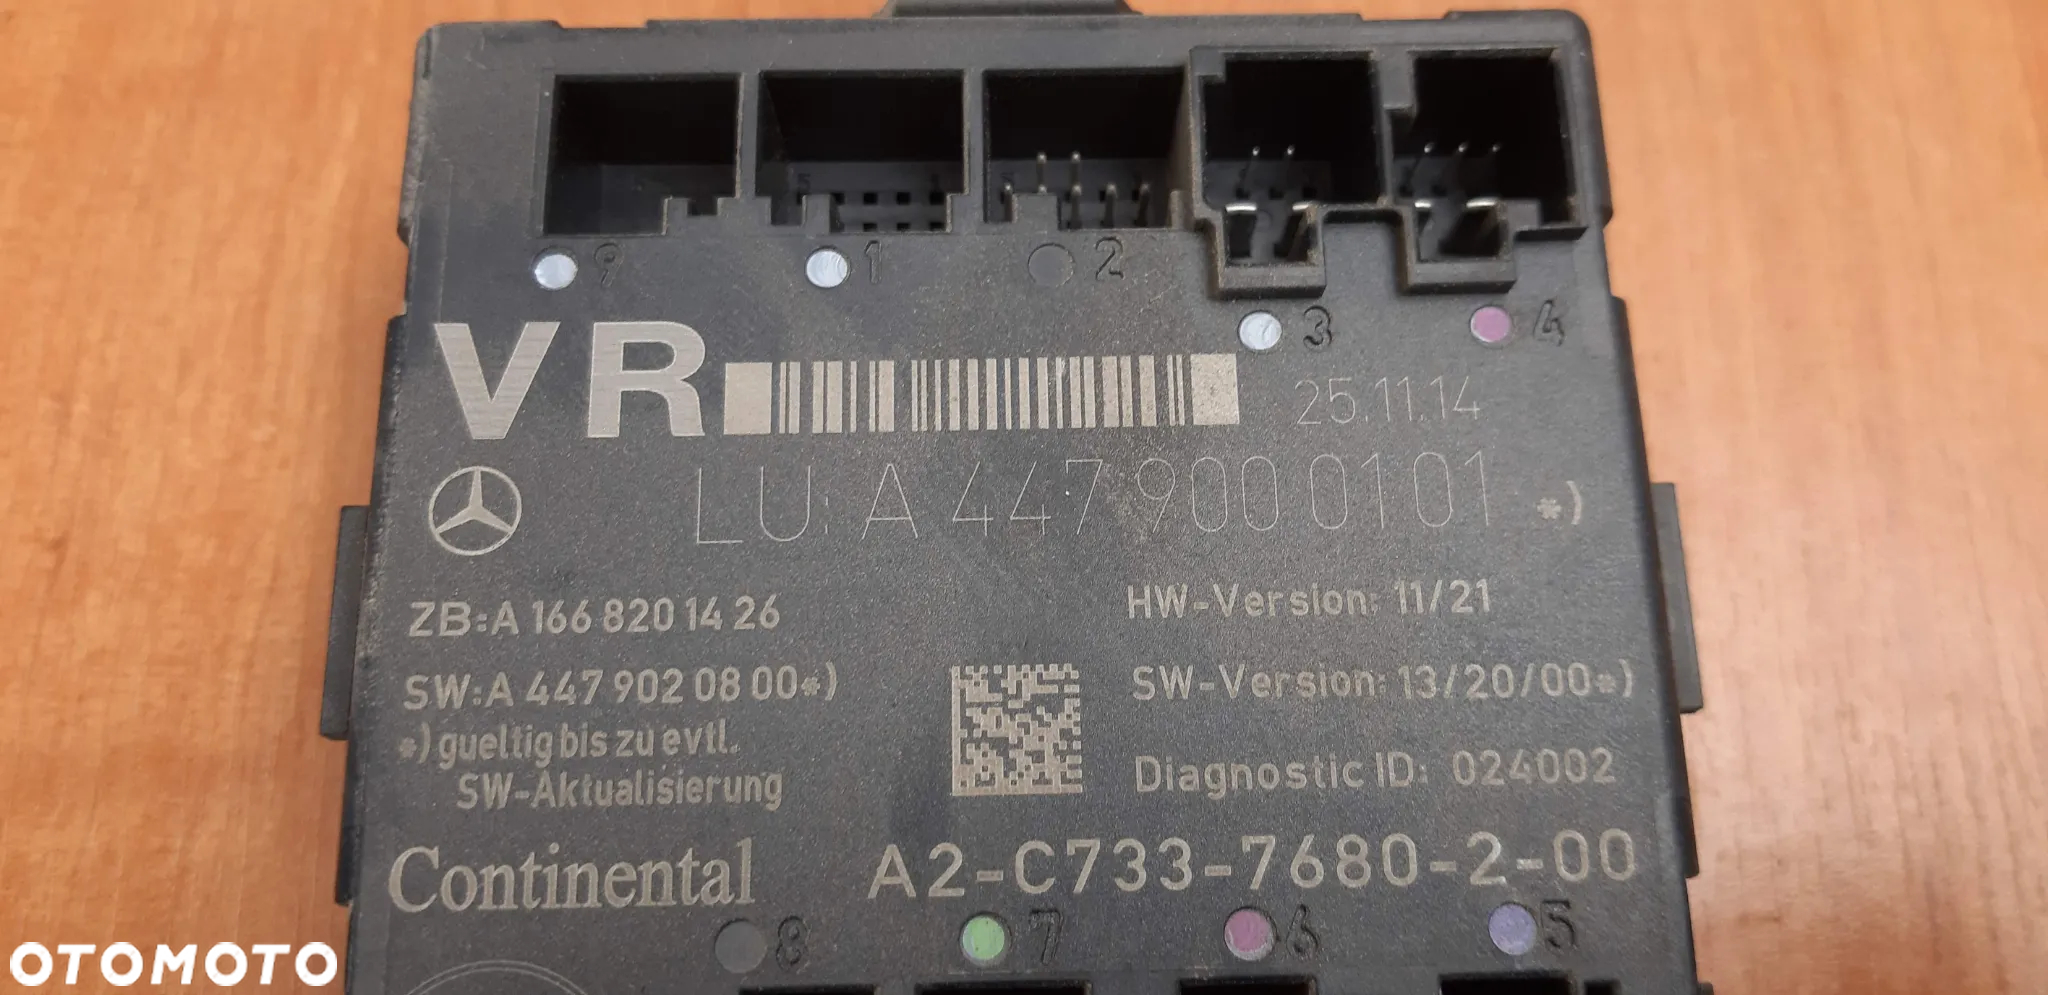 9 1 2
3 4
VR
25.11.14
LU: A 447 900 01 01 *)
ZB:A 166 820 14 26
HW-Version: 11/21
SW:A 447 902 08 00*)
SW-Version: 13/20/00*)
*) gueltig bis zu evtl.
SW-Aktualisierung
Diagnostic ID: 024002
Continental
A2-C733-7680-2-00
8 7 6 5
OTOMOTO